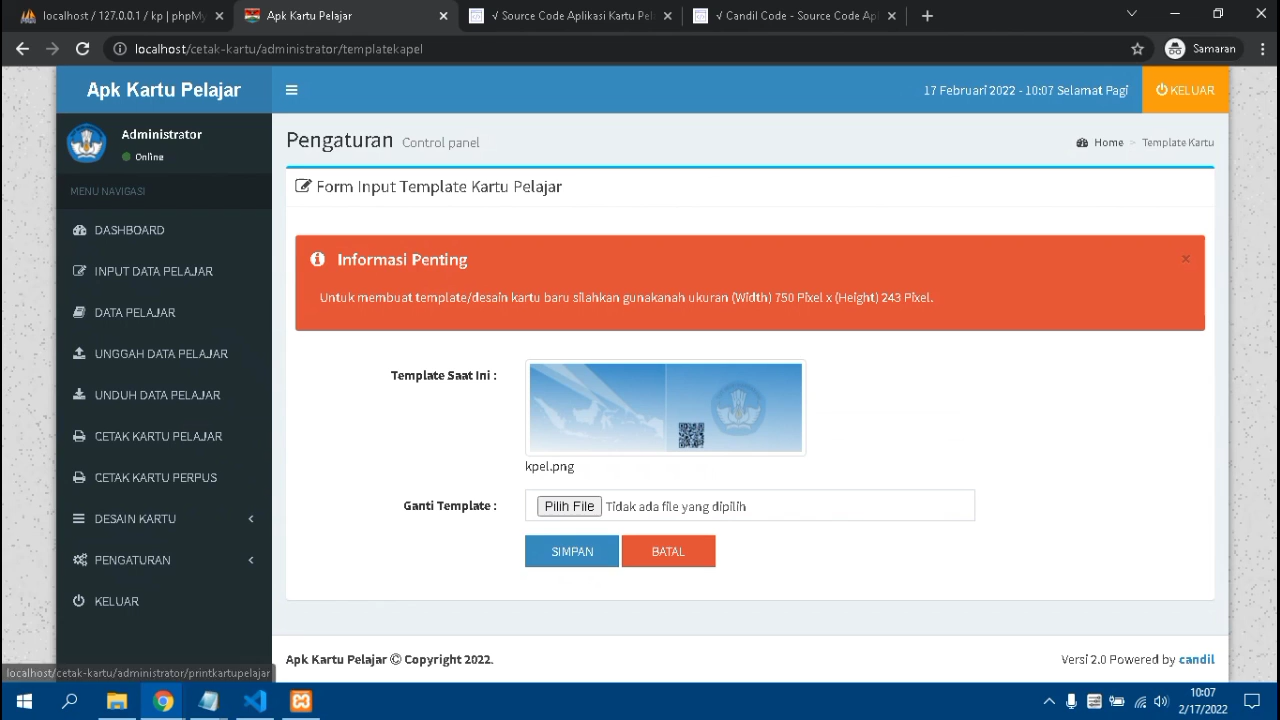 localhost / 127.0.0.1 / kp | phpMy
Apk Kartu Pelajar
√ Source Code Aplikasi Kartu Pel
√ Candil Code - Source Code Apl
localhost/cetak-kartu/administrator/templatekapel
Samaran
Apk Kartu Pelajar
17 Februari 2022 - 10:07 Selamat Pagi
KELUAR
Administrator
Online
MENU NAVIGASI
DASHBOARD
INPUT DATA PELAJAR
DATA PELAJAR
UNGGAH DATA PELAJAR
UNDUH DATA PELAJAR
CETAK KARTU PELAJAR
CETAK KARTU PERPUS
DESAIN KARTU
PENGATURAN
KELUAR
Pengaturan Control panel
Home > Template Kartu
Form Input Template Kartu Pelajar
Informasi Penting
×
Untuk membuat template/desain kartu baru silahkan gunakanah ukuran (Width) 750 Pixel x (Height) 243 Pixel.
Template Saat Ini :
kpel.png
Ganti Template :
Pilih File Tidak ada file yang dipilih
SIMPAN
BATAL
Apk Kartu Pelajar © Copyright 2022.
Versi 2.0 Powered by candil
localhost/cetak-kartu/administrator/printkartupelajar
10:07
2/17/2022